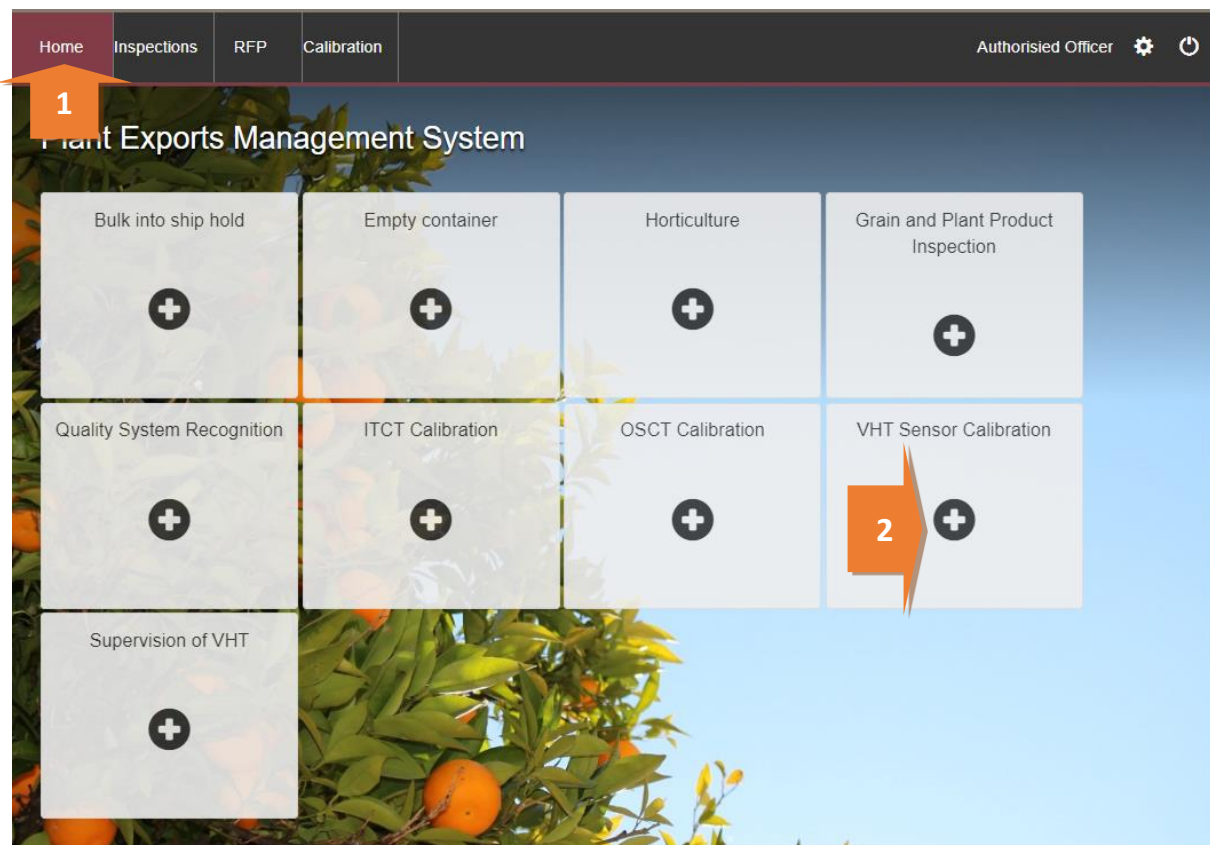 Home Inspections RFP Calibration Authorisied Officer
1
Plant Exports Management System
Bulk into ship hold
Empty container
Horticulture
Grain and Plant Product
Inspection
Quality System Recognition
ITCT Calibration
OSCT Calibration
VHT Sensor Calibration
2
Supervision of VHT